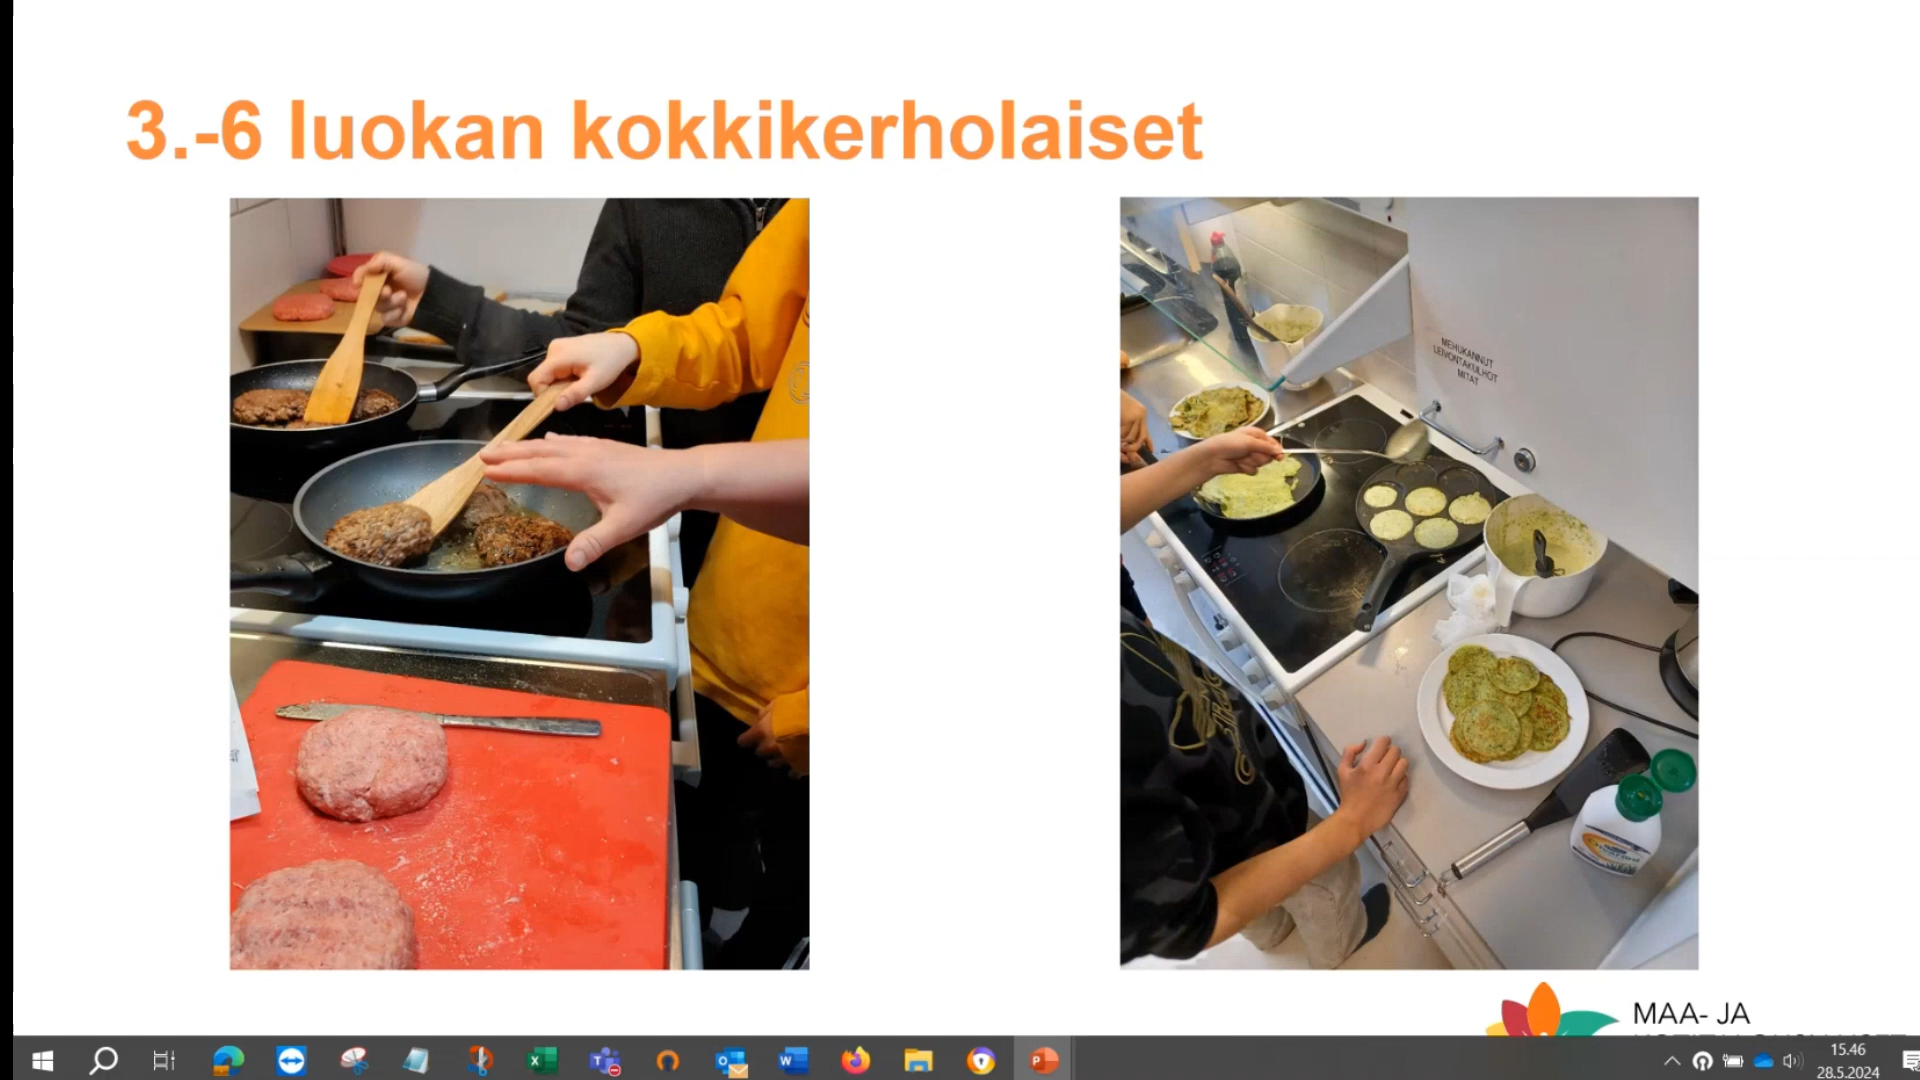 3.-6 luokan kokkikerholaiset
MEHUKANNUT
LEIVONTAKULHOT
MITAT
MAA- JA
15.46
28.5.2024